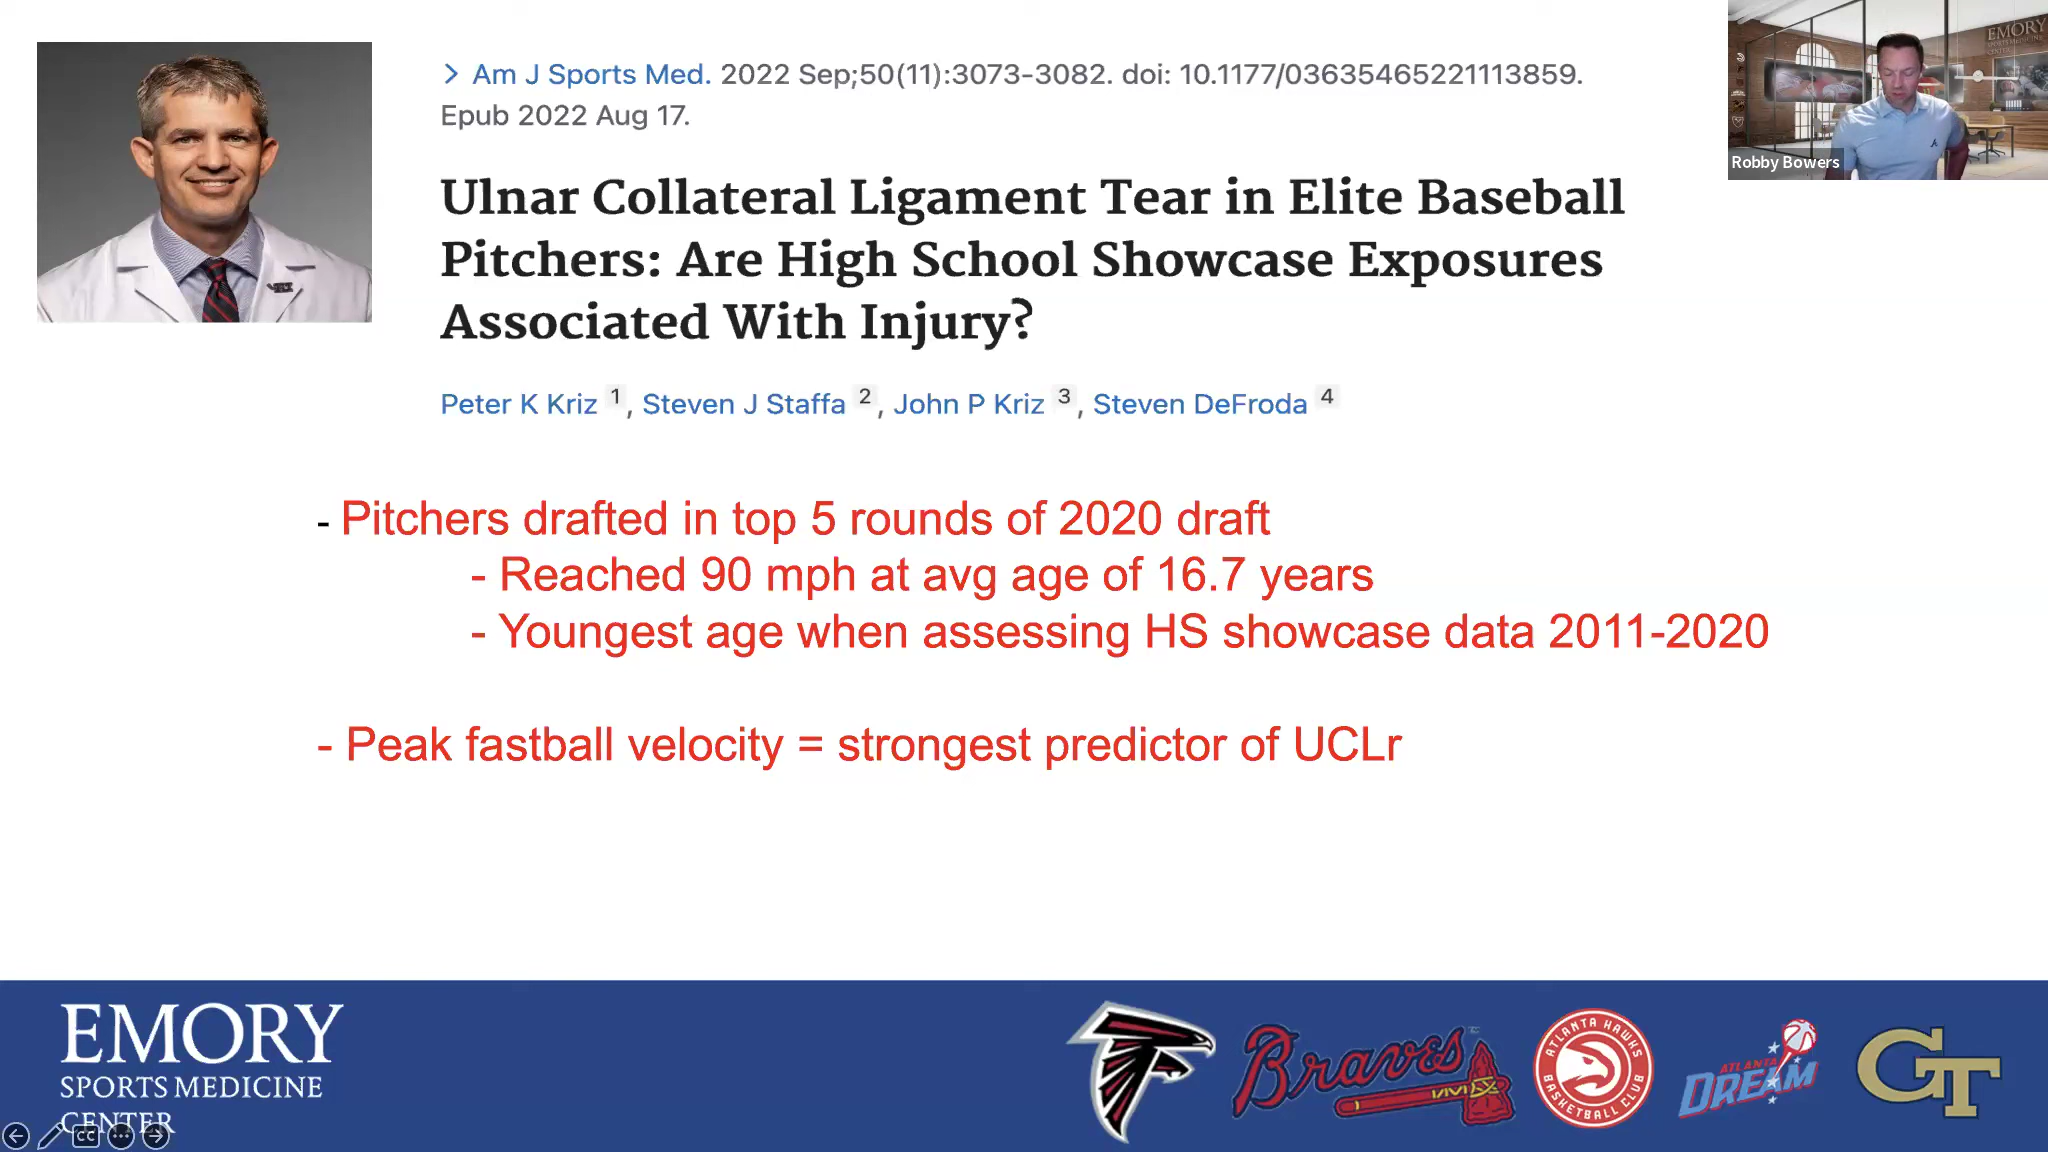 > Am J Sports Med. 2022 Sep;50(11):3073-3082. doi: 10.1177/03635465221113859.
Epub 2022 Aug 17.
EMORY
Robby Bowers
Ulnar Collateral Ligament Tear in Elite Baseball
Pitchers: Are High School Showcase Exposures
Associated With Injury?
Peter K Kriz 1 , Steven J Staffa 2 , John P Kriz 3 , Steven DeFroda 4
- Pitchers drafted in top 5 rounds of 2020 draft
- Reached 90 mph at avg age of 16.7 years
- Youngest age when assessing HS showcase data 2011-2020
- Peak fastball velocity = strongest predictor of UCLr
EMORY
SPORTS MEDICINE
CENTER
CC
Braves
ATLANTA HAWKS
BASKETBALL CLUB
ATLANTA
DREAM
GT